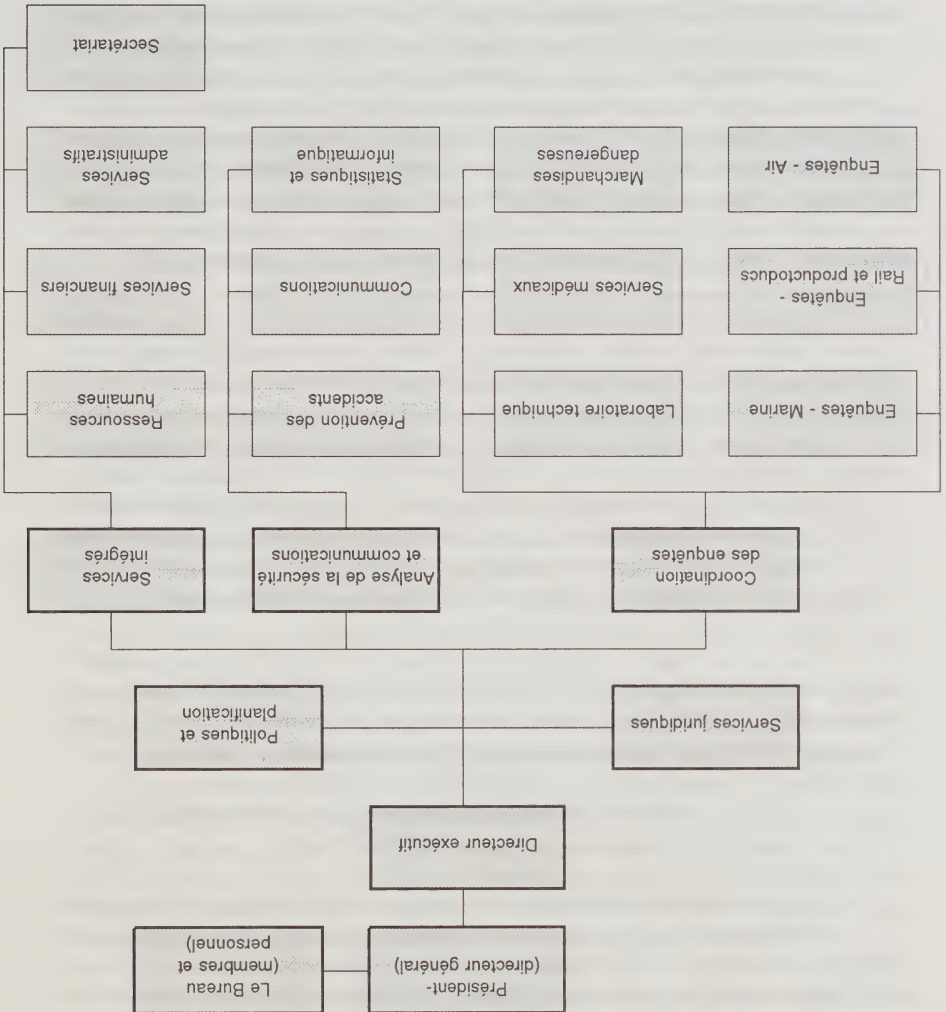 Président-
(directeur général)
Le Bureau
(membres et
personnel)
Directeur exécutif
Services juridiques
Politiques et
planification
Coordination
des enquêtes
Analyse de la sécurité
et communications
Services
intégrés
Enquêtes - Marine
Laboratoire technique
Prévention des
accidents
Ressources
humaines
Enquêtes -
Rail et productoducs
Services médicaux
Communications
Services financiers
Enquêtes - Air
Marchandises
dangereuses
Statistiques et
informatique
Services
administratifs
Secrétariat